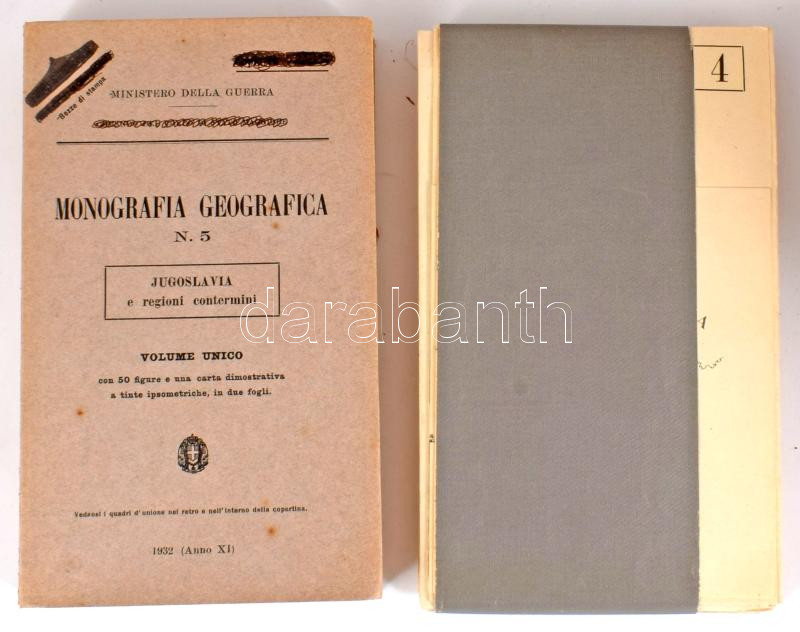 Bozze di stampa
MINISTERO DELLA GUERRA
MONOGRAFIA GEOGRAFICA
N. 5
JUGOSLAVIA
e regioni contermini
VOLUME UNICO
con 50 figure e una carta dimostrativa
a tinte ipsometriche, in due fogli.
Vedansi i quadri d'unione nel retro e nell'interno della copertina.
1932 (Anno XI)
4
darabanth